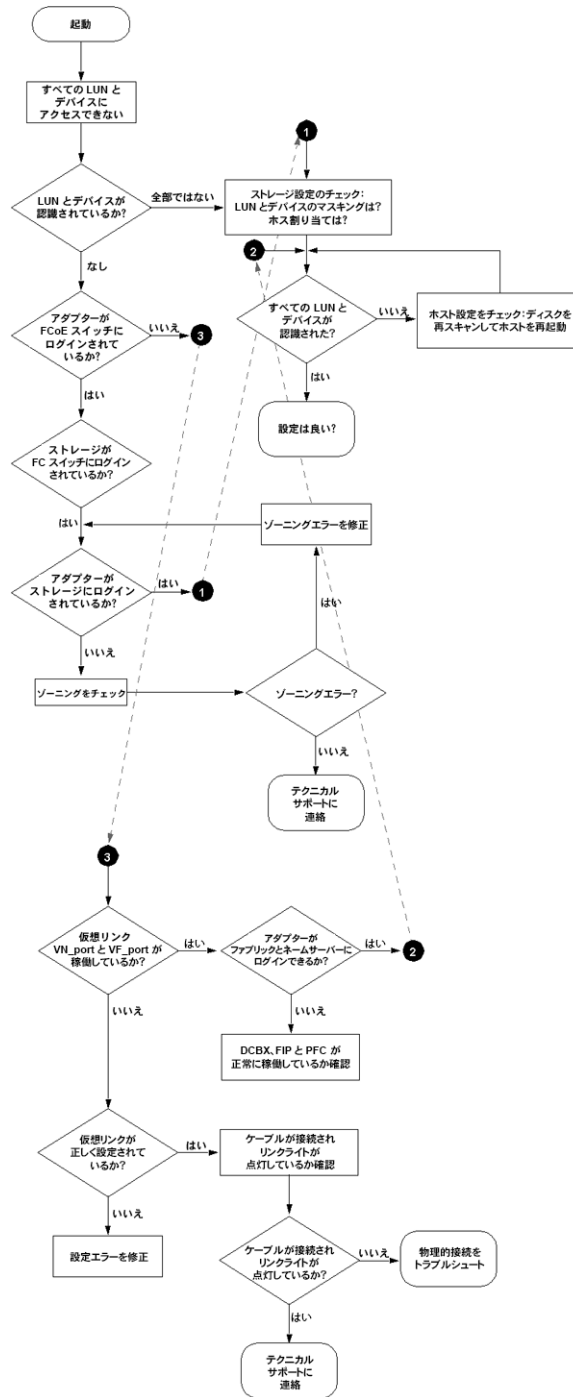 起動
すべての LUN と
デバイスに
アクセスできない
LUN とデバイスが
認識されているか?
全部ではない
1
ストレージ設定のチェック:
LUN とデバイスのマスキングは?
ホス割り当ては?
なし
2
アダプターが
FCoE スイッチに
ログインされて
いるか?
いいえ
3
すべての LUN と
デバイスが
認識された?
いいえ
ホスト設定をチェック:ディスクを
再スキャンしてホストを再起動
はい
はい
設定は良い?
ストレージが
FC スイッチにログイン
されているか?
はい
ゾーニングエラーを修正
アダプターが
ストレージにログイン
されているか?
はい
1
はい
いいえ
ゾーニングをチェック
ゾーニングエラー?
いいえ
テクニカル
サポートに
連絡
3
仮想リンク
VN_port と VF_port が
稼働しているか?
はい
アダプターが
ファブリックとネームサーバーに
ログインできるか?
はい
2
いいえ
いいえ
DCBX、FIP と PFC が
正常に稼働しているか確認
仮想リンクが
正しく設定されて
いるか?
はい
ケーブルが接続され
リンクライトが
点灯しているか確認
いいえ
設定エラーを修正
ケーブルが接続され
リンクライトが
点灯しているか?
いいえ
物理的接続を
トラブルシュート
はい
テクニカル
サポートに
連絡